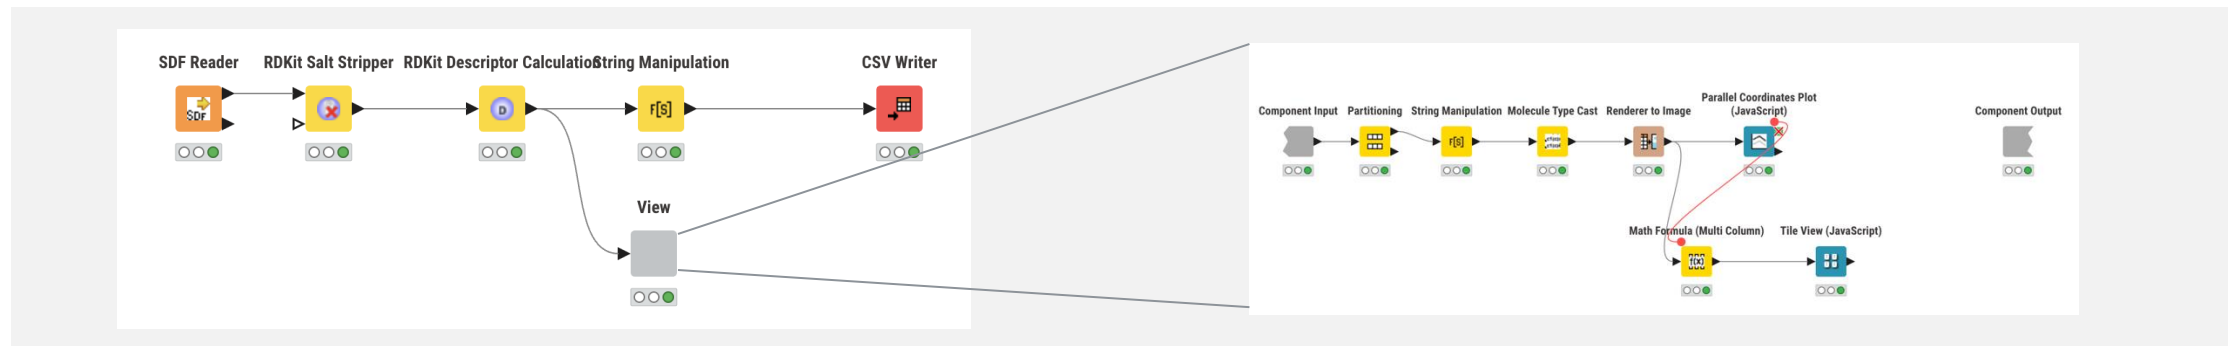 SDF Reader
RDKit Salt Stripper
RDKit Descriptor Calculation
String Manipulation
CSV Writer
SDF
D
F[S]
View
Component Input
Partitioning
String Manipulation
Molecule Type Cast
Renderer to Image
Parallel Coordinates Plot
(JavaScript)
Component Output
F[S]
Math Formula (Multi Column)
Tile View (JavaScript)
f(x)